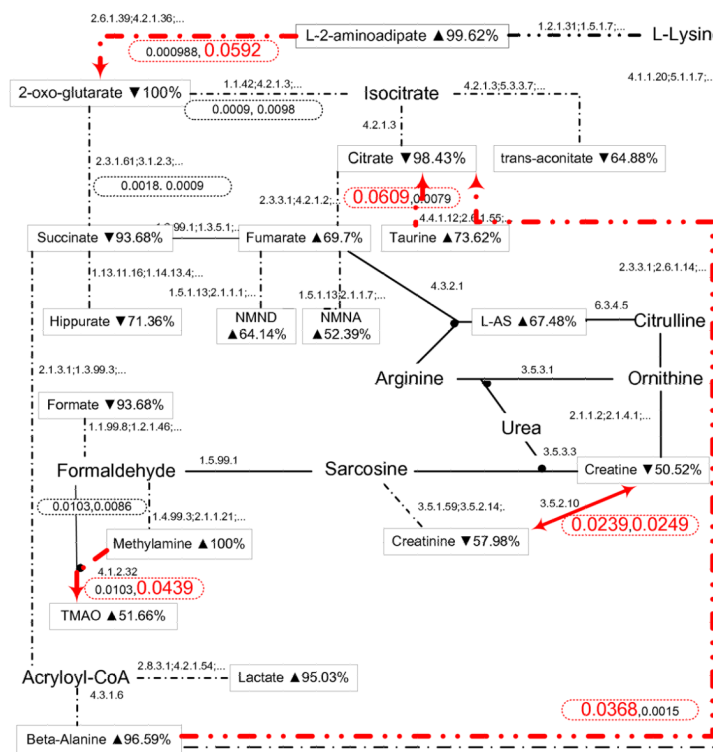 2.6.1.39;4.2.1.36;...
L-2-aminoadipate ▲99.62%
1.2.1.31;1.5.1.7;...
L-Lysine
0.000988, 0.0592
2-oxo-glutarate ▼100%
1.1.42;4.2.1.3;...
Isocitrate
4.2.1.3;5.3.3.7;...
4.1.1.20;5.1.1.7;...
0.0009, 0.0098
4.2.1.3
2.3.1.61;3.1.2.3;...
Citrate ▼98.43%
trans-aconitate ▼64.88%
0.0018. 0.0009
2.3.3.1;4.2.1.2;...
0.0609,0.0079
4.4.1.12;2.6.1.55;...
99.1;1.3.5.1;...
Succinate ▼93.68%
Fumarate ▲69.7%
Taurine ▲73.62%
2.3.3.1;2.6.1.14;...
1.13.11.16;1.14.13.4;...
4.3.2.1
1.5.1.13;2.1.1.1;...
1.5.1.13;2.1.1.7;...
6.3.4.5
Hippurate ▼71.36%
NMND
▲64.14%
NMNA
▲52.39%
L-AS ▲67.48%
Citrulline
2.1.3.1;1.3.99.3;...
3.5.3.1
Arginine
Ornithine
Formate ▼93.68%
2.1.1.2;2.1.4.1;...
Urea
1.1.99.8;1.2.1.46;...
3.5.3.3
Formaldehyde
1.5.99.1
Sarcosine
Creatine ▼50.52%
0.0103,0.0086
1.4.99.3;2.1.1.21;...
3.5.1.59;3.5.2.14;.
3.5.2.10
0.0239,0.0249
Methylamine ▲100%
Creatinine ▼57.98%
4.1.2.32
0.0103,0.0439
TMAO ▲51.66%
2.8.3.1;4.2.1.54;...
Acryloyl-CoA
Lactate ▲95.03%
4.3.1.6
0.0368,0.0015
Beta-Alanine ▲96.59%